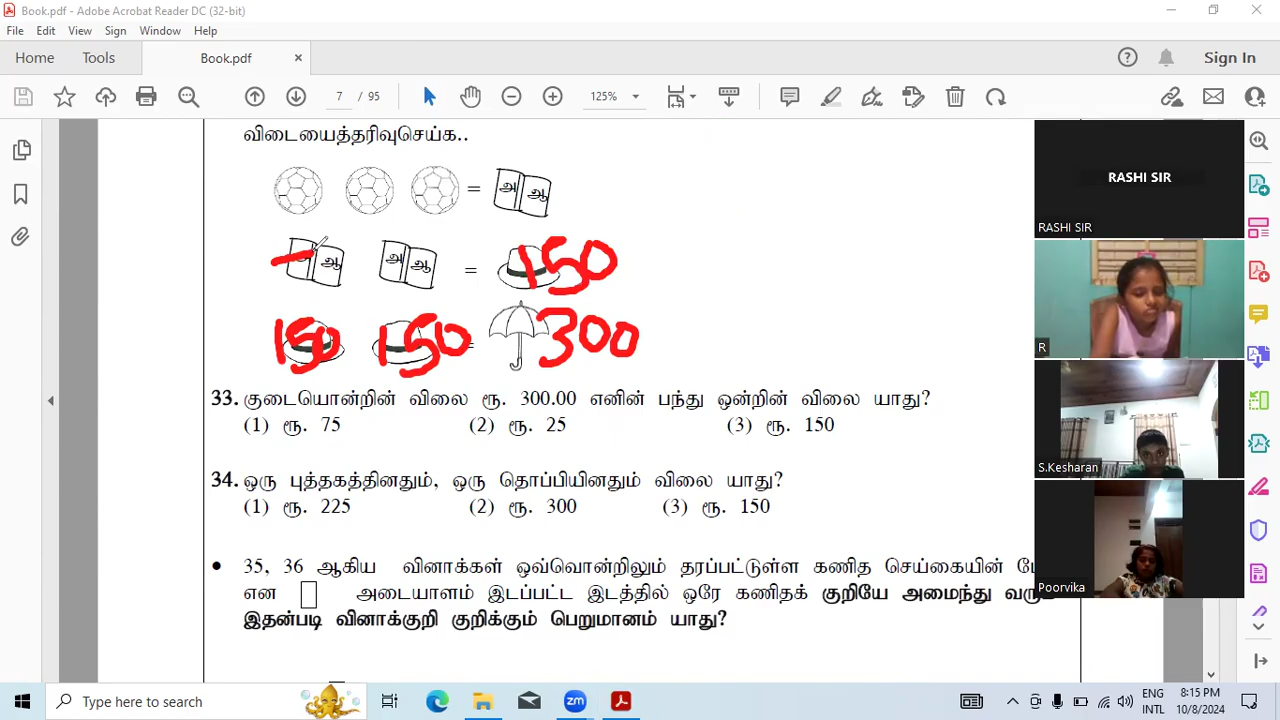 Book.pdf - Adobe Acrobat Reader DC (32-bit)
File Edit View Sign Window Help
Home Tools Book.pdf × Sign In
7 / 95 125%
விடையைத்தரிவுசெய்க..
= அ ஆ
அ ஆ அ ஆ = 150
150 150 = 300
33. குடையொன்றின் விலை ரூ. 300.00 எனின் பந்து ஒன்றின் விலை யாது?
(1) ரூ. 75 (2) ரூ. 25 (3) ரூ. 150
34. ஒரு புத்தகத்தினதும், ஒரு தொப்பியினதும் விலை யாது?
(1) ரூ. 225 (2) ரூ. 300 (3) ரூ. 150
• 35, 36 ஆகிய வினாக்கள் ஒவ்வொன்றிலும் தரப்பட்டுள்ள கணித செய்கையின்
என அடையாளம் இடப்பட்ட இடத்தில் ஒரே கணிதக் குறியே அமைந்து
இதன்படி வினாக்குறி குறிக்கும் பெறுமானம் யாது?
RASHI SIR
RASHI SIR
R
S.Kesharan
Poorvika
Type here to search
ENG
INTL
8:15 PM
10/8/2024